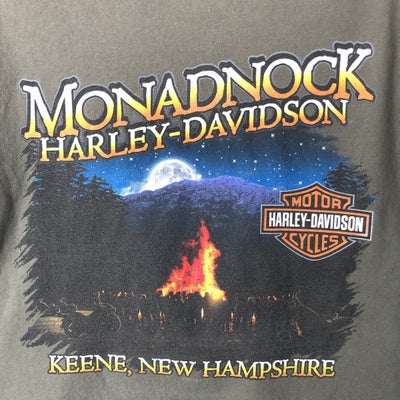 MONADNOCK
HARLEY-DAVIDSON
MOTOR
HARLEY-DAVIDSON
CYCLES
KEENE, NEW HAMPSHIRE